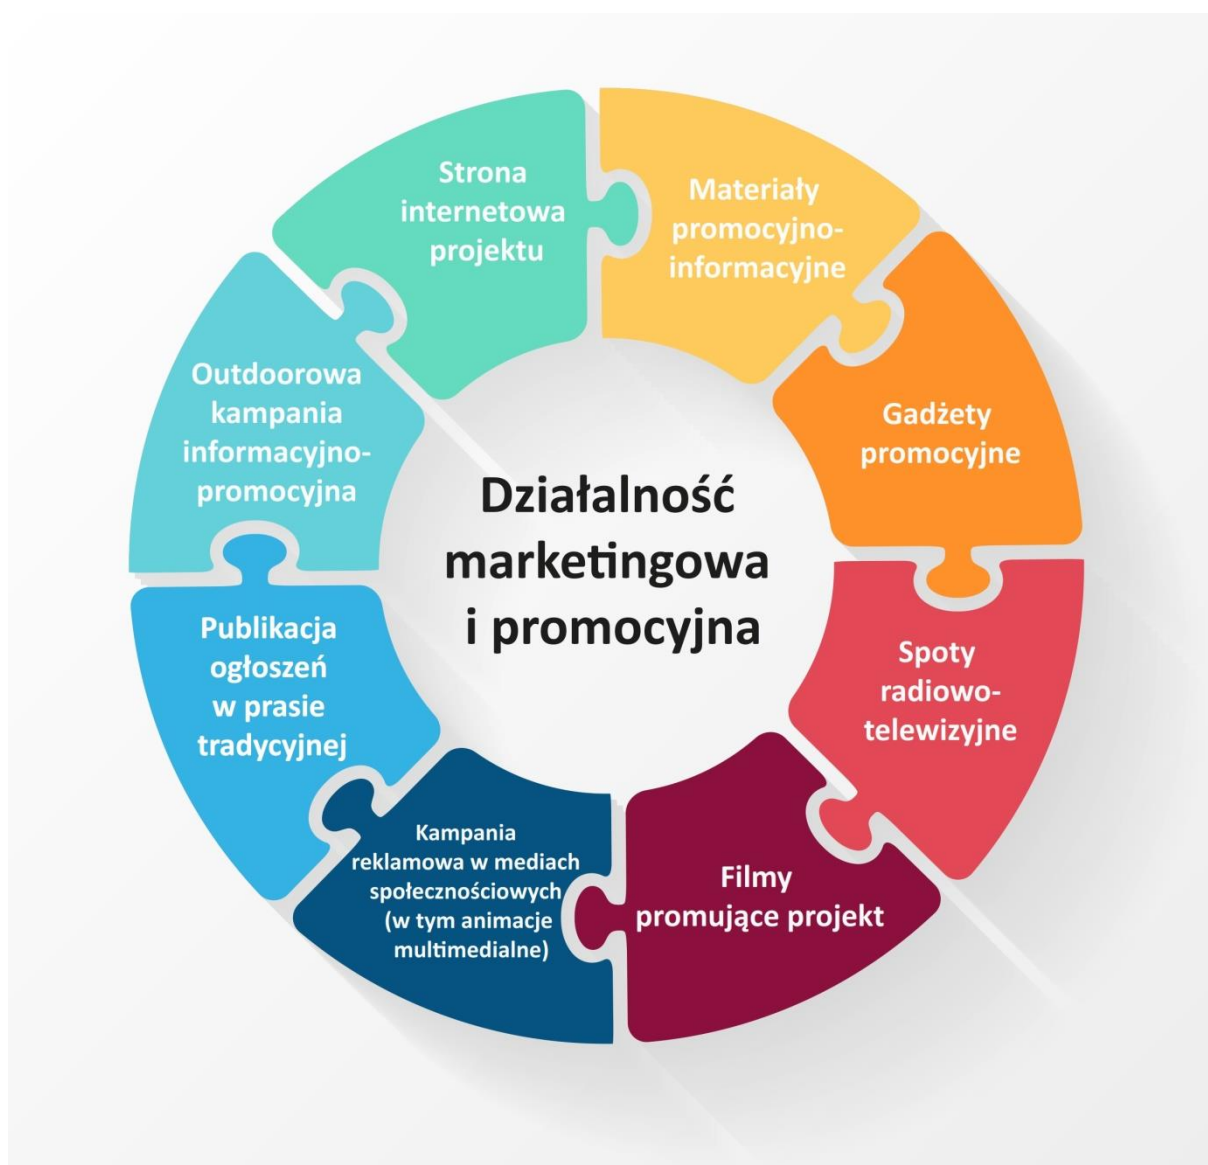 Strona
internetowa
projektu
Materiały
promocyjno-
informacyjne
Gadżety
promocyjne
Spoty
radiowo-
telewizyjne
Filmy
promujące projekt
Kampania
reklamowa w mediach
społecznościowych
(w tym animacje
multimedialne)
Publikacja
ogłoszeń
w prasie
tradycyjnej
Outdoorowa
kampania
informacyjno-
promocyjna
Działalność
marketingowa
i promocyjna